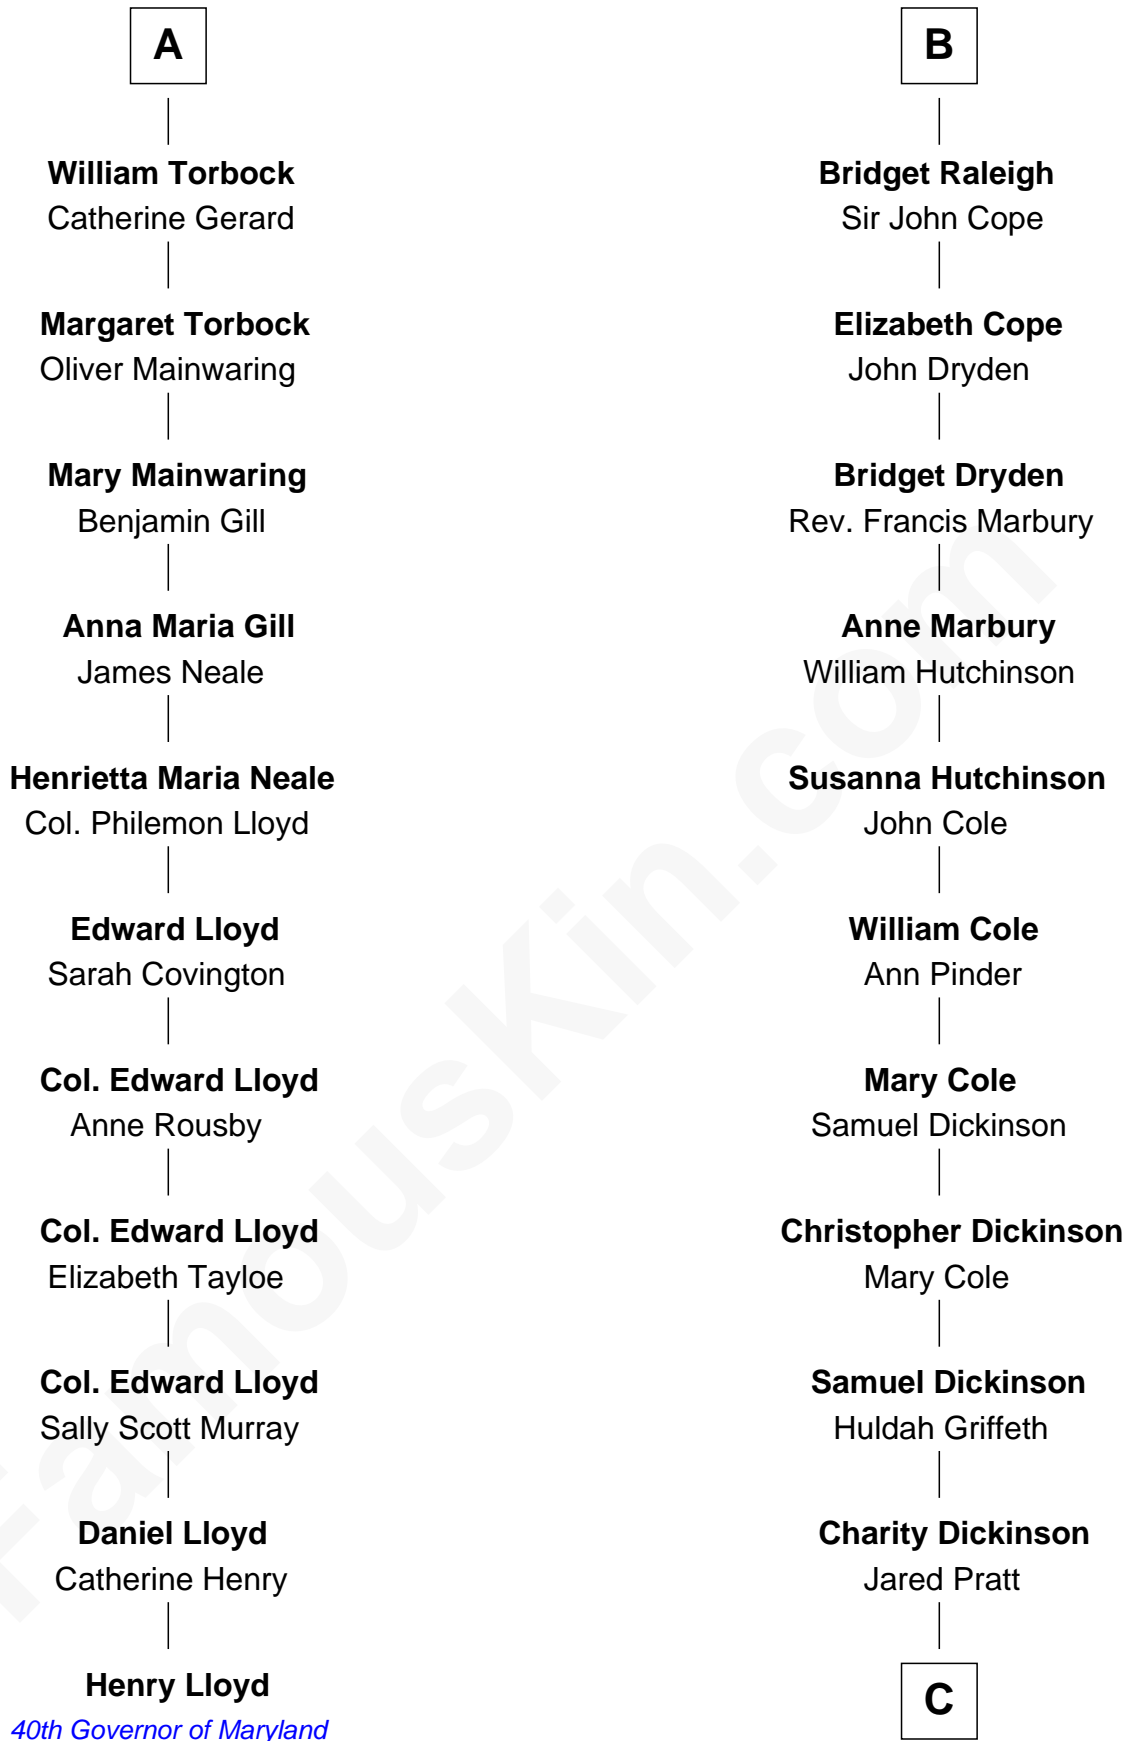 A
William Torbock
Catherine Gerard
Margaret Torbock
Oliver Mainwaring
Mary Mainwaring
Benjamin Gill
Anna Maria Gill
James Neale
Henrietta Maria Neale
Col. Philemon Lloyd
Edward Lloyd
Sarah Covington
Col. Edward Lloyd
Anne Rousby
Col. Edward Lloyd
Elizabeth Tayloe
Col. Edward Lloyd
Sally Scott Murray
Daniel Lloyd
Catherine Henry
Henry Lloyd
40th Governor of Maryland
B
Bridget Raleigh
Sir John Cope
Elizabeth Cope
John Dryden
Bridget Dryden
Rev. Francis Marbury
Anne Marbury
William Hutchinson
Susanna Hutchinson
John Cole
William Cole
Ann Pinder
Mary Cole
Samuel Dickinson
Christopher Dickinson
Mary Cole
Samuel Dickinson
Huldah Griffeth
Charity Dickinson
Jared Pratt
C
FamousKin.com